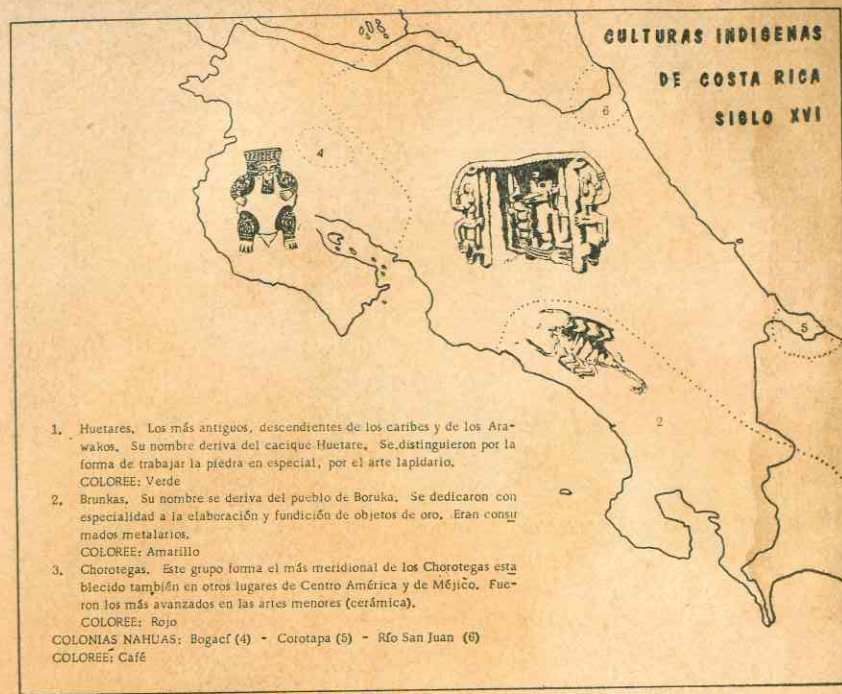 CULTURAS INDIGENAS
DE COSTA RICA
SIGLO XVI
6
4
5
2
1. Huetares. Los más antiguos, descendientes de los caribes y de los Ara-
wakos. Su nombre deriva del cacique Huetare. Se distinguieron por la
forma de trabajar la piedra en especial, por el arte lapidario.
COLOREE: Verde
2. Brunkas. Su nombre se deriva del pueblo de Boruka. Se dedicaron con
especialidad a la elaboración y fundición de objetos de oro. Eran consu
mados metalarios.
COLOREE: Amarillo
3. Chorotegas. Este grupo forma el más meridional de los Chorotegas esta
blecido también en otros lugares de Centro América y de Méjico. Fue-
ron los más avanzados en las artes menores (cerámica).
COLOREE: Rojo
COLONIAS NAHUAS: Bogací (4) - Corotapa (5) - Río San Juan (6)
COLOREE: Café